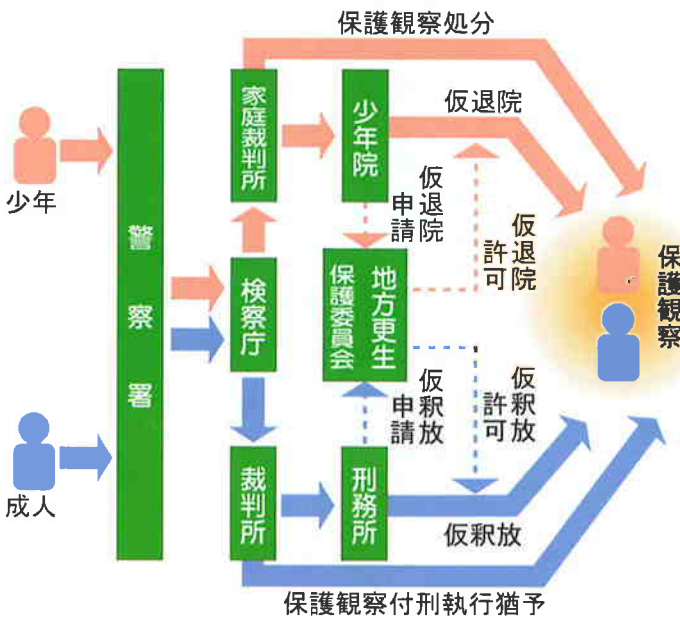 保護観察処分
少年
警察署
家庭裁判所
少年院
仮退院
仮退院
申請
仮退院
許可
検察庁
地方更生
保護委員会
保護観察
成人
裁判所
刑務所
仮釈放
申請
仮釈放
許可
仮釈放
保護観察付刑執行猶予